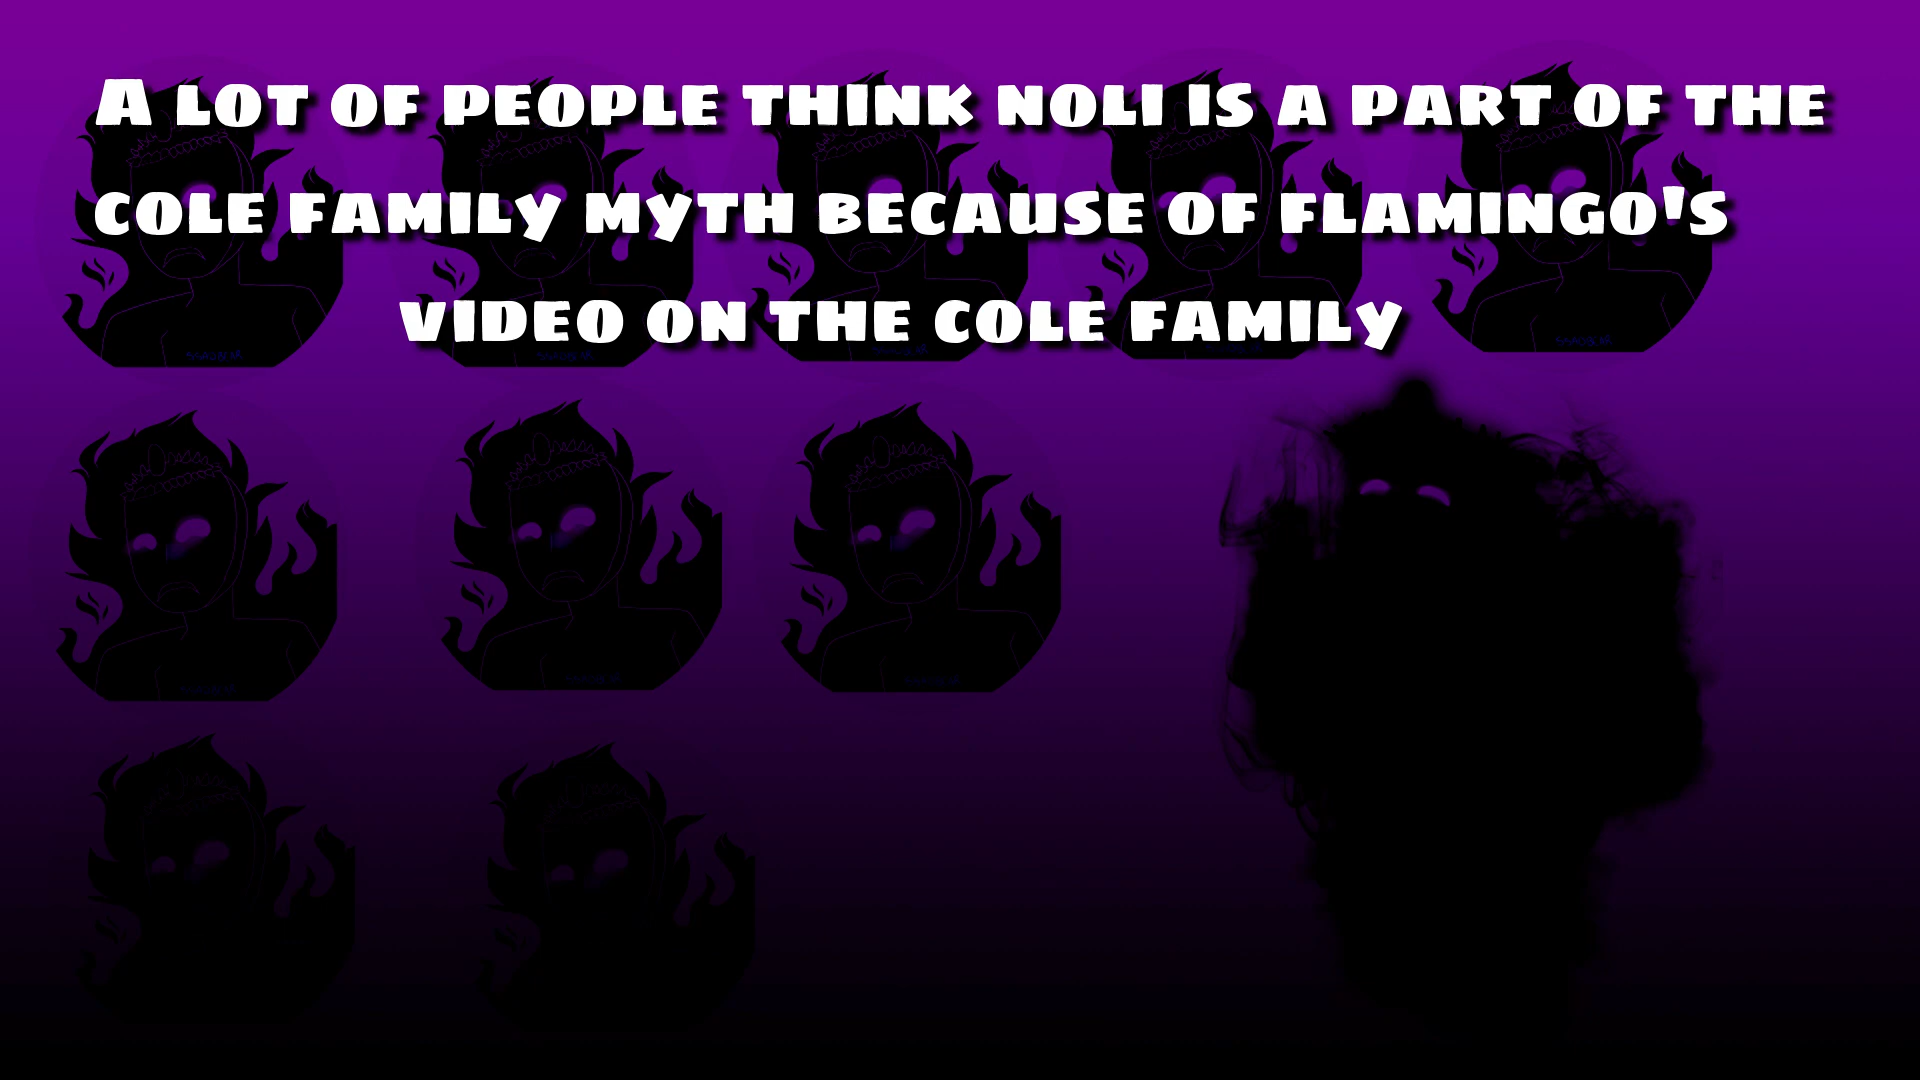 A LOT OF PEOPLE THINK NOLI IS A PART OF THE
COLE FAMILY MYTH BECAUSE OF FLAMINGO'S
VIDEO ON THE COLE FAMILY